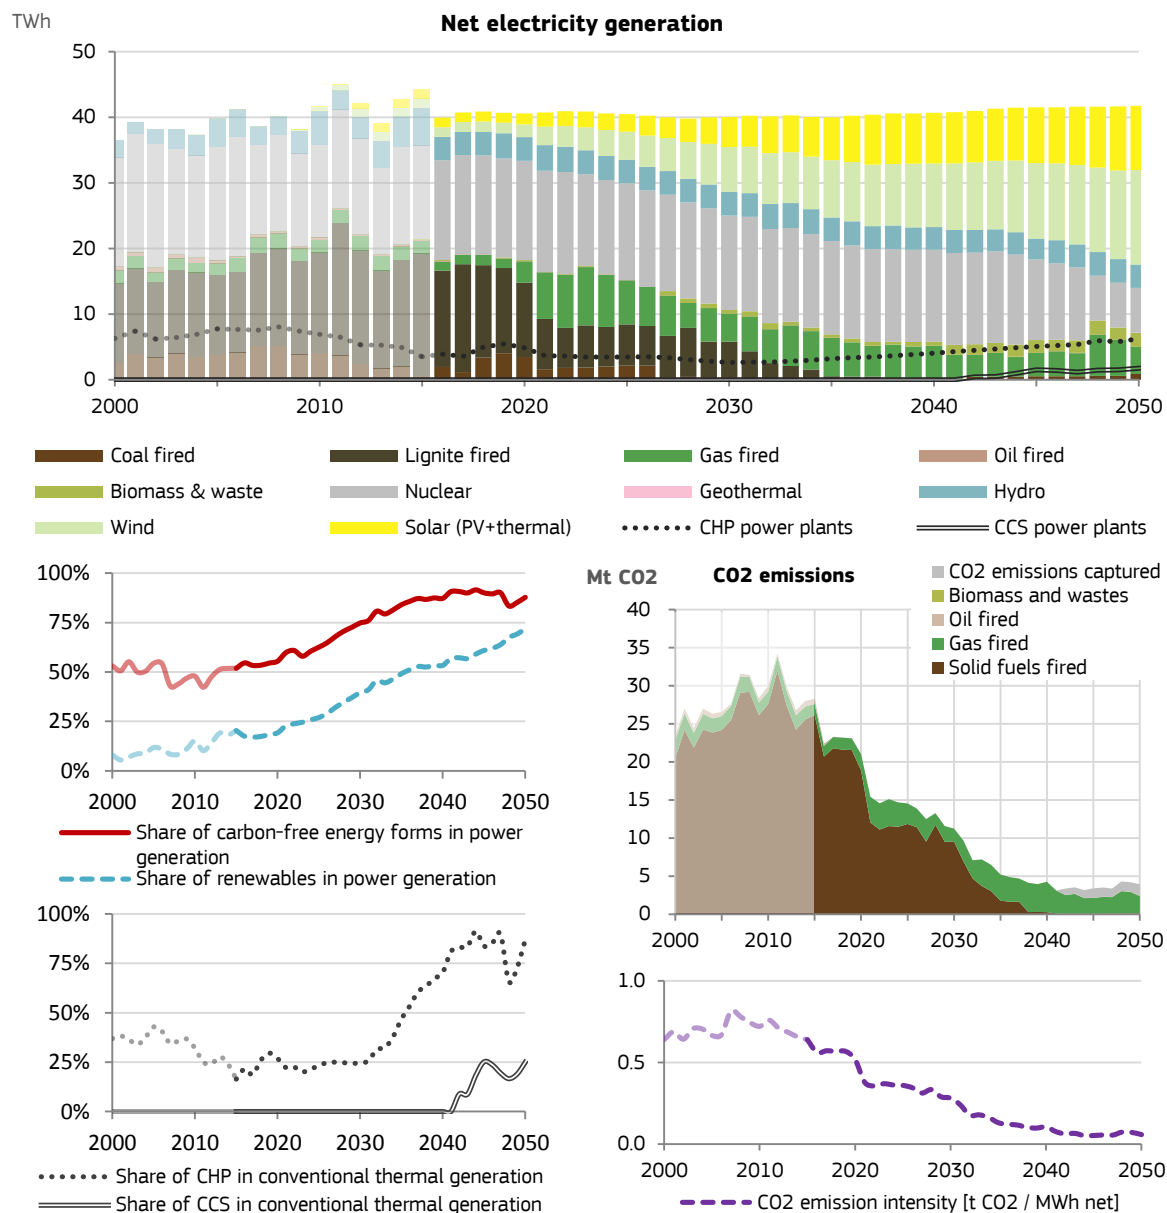 TWh
Net electricity generation
50
40
30
20
10
0
2000 2010 2020 2030 2040 2050
Coal fired Lignite fired Gas fired Oil fired
Biomass & waste Nuclear Geothermal Hydro
Wind Solar (PV+thermal) CHP power plants CCS power plants
100%
75%
50%
25%
0%
2000 2010 2020 2030 2040 2050
Share of carbon-free energy forms in power
generation
Share of renewables in power generation
100%
75%
50%
25%
0%
2000 2010 2020 2030 2040 2050
Share of CHP in conventional thermal generation
Share of CCS in conventional thermal generation
Mt CO2
CO2 emissions
CO2 emissions captured
Biomass and wastes
Oil fired
Gas fired
Solid fuels fired
40
35
30
25
20
15
10
5
0
2000 2010 2020 2030 2040 2050
1.0
0.5
0.0
2000 2010 2020 2030 2040 2050
CO2 emission intensity [t CO2 / MWh net]